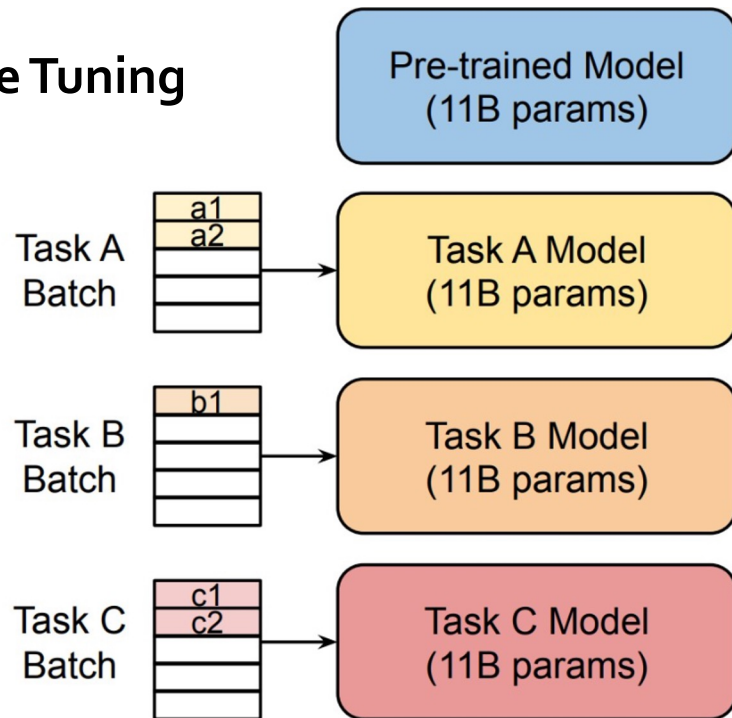 e Tuning
Pre-trained Model
(11B params)
a1
a2
Task A
Batch
Task A Model
(11B params)
b1
Task B
Batch
Task B Model
(11B params)
c1
c2
Task C
Batch
Task C Model
(11B params)